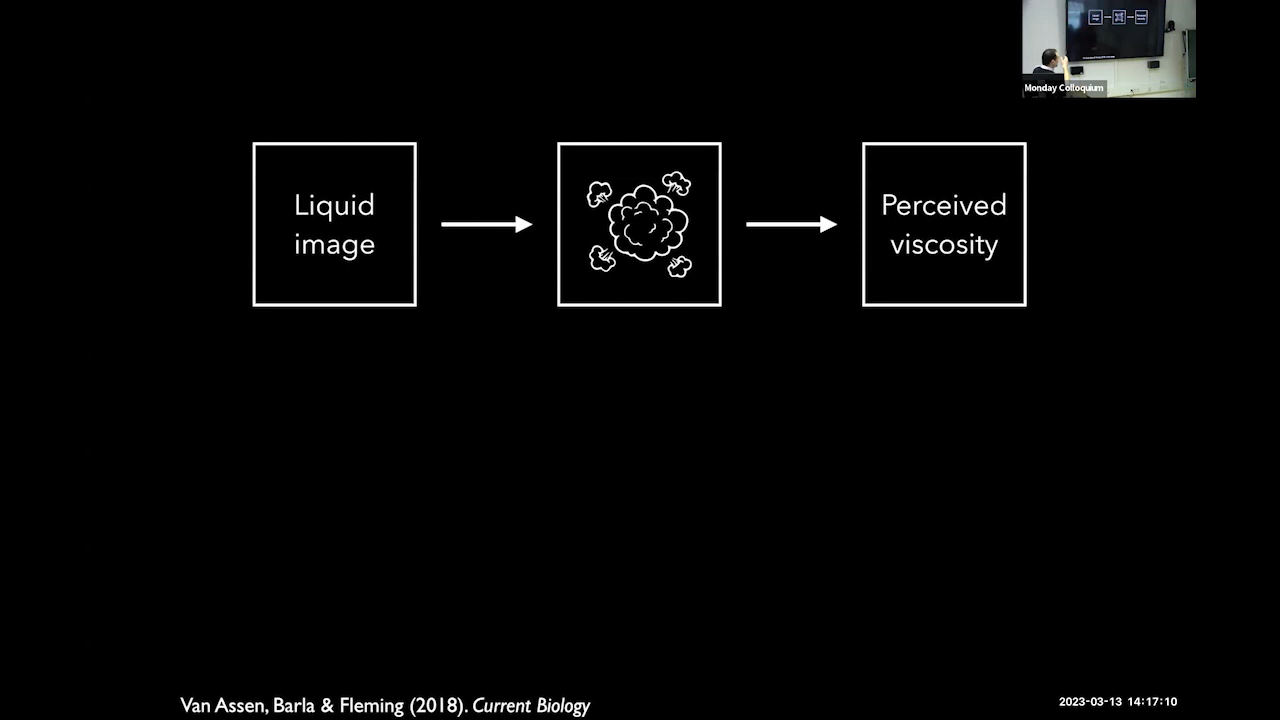 Monday Colloquium
Liquid
image
Perceived
viscosity
Van Assen, Barla & Fleming (2018). Current Biology
2023-03-13 14:17:10